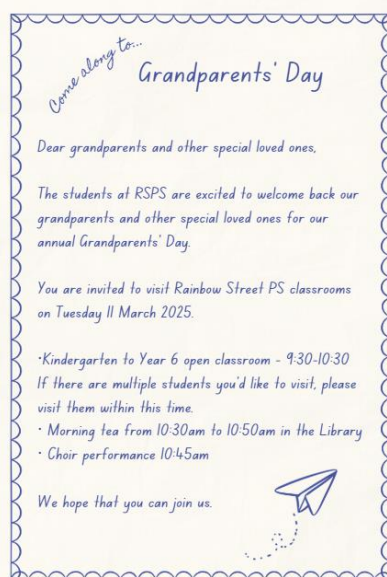 Come along to...
Grandparents' Day
Dear grandparents and other special loved ones,
The students at RSPS are excited to welcome back our
grandparents and other special loved ones for our
annual Grandparents' Day.
You are invited to visit Rainbow Street PS classrooms
on Tuesday 11 March 2025.
·Kindergarten to Year 6 open classroom - 9:30-10:30
If there are multiple students you'd like to visit, please
visit them within this time.
· Morning tea from 10:30am to 10:50am in the Library
· Choir performance 10:45am
We hope that you can join us.